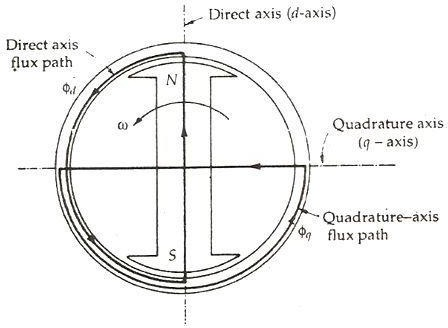 Direct axis (d-axis)
Direct axis
flux path
ϕd
N
ω
Quadrature axis
(q – axis)
S
Quadrature–axis
flux path
ϕq